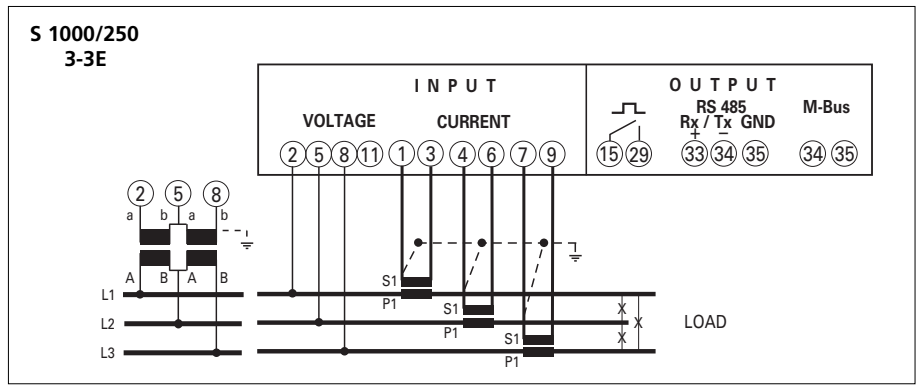 S 1000/250
3-3E
INPUT
OUTPUT
VOLTAGE
CURRENT
RS 485
Rx / Tx GND
+ −
M-Bus
2 5 8 11 1 3 4 6 7 9
15 29 33 34 35 34 35
2 5 8
a b a b
A B A B
S1
P1
S1
P1
S1
P1
L1
L2
L3
X
X
X
LOAD